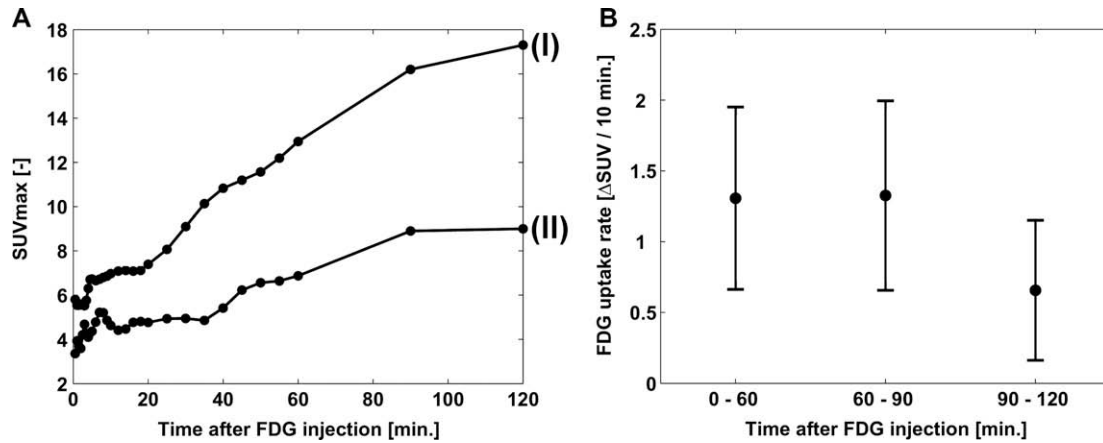 A
SUVmax [-]
18
16
14
12
10
8
6
4
2
0
20
40
60
80
100
120
Time after FDG injection [min.]
(I)
(II)
B
FDG uptake rate [ΔSUV / 10 min.]
2.5
2
1.5
1
0.5
0
0 - 60
60 - 90
90 - 120
Time after FDG injection [min.]